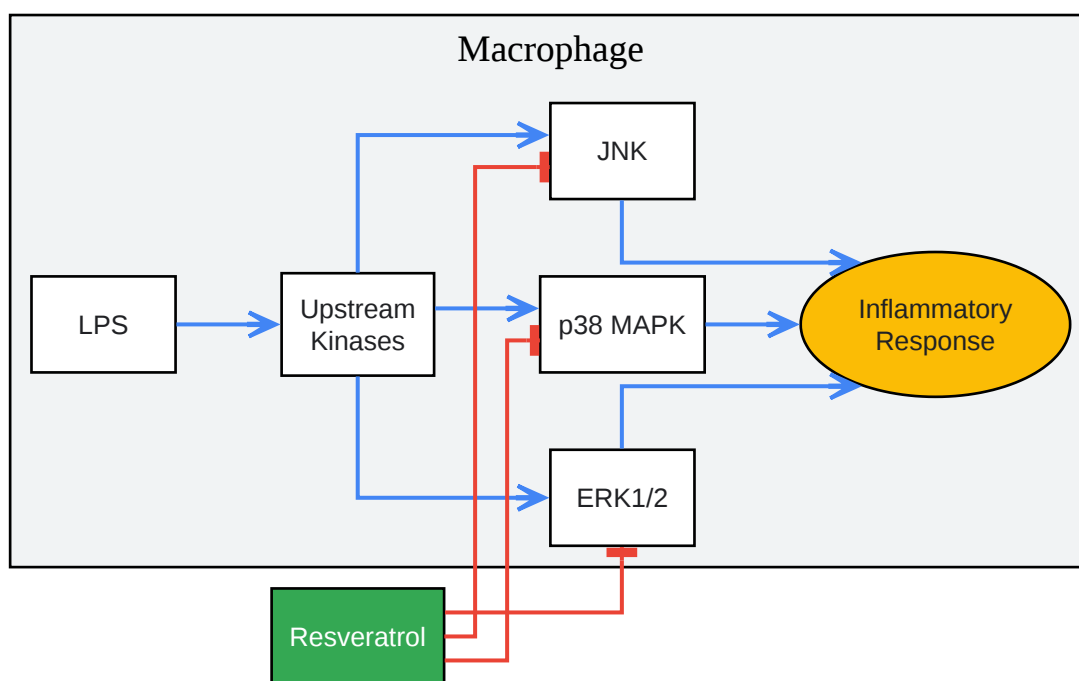 Macrophage
JNK
LPS
Upstream
Kinases
p38 MAPK
Inflammatory
Response
ERK1/2
Resveratrol